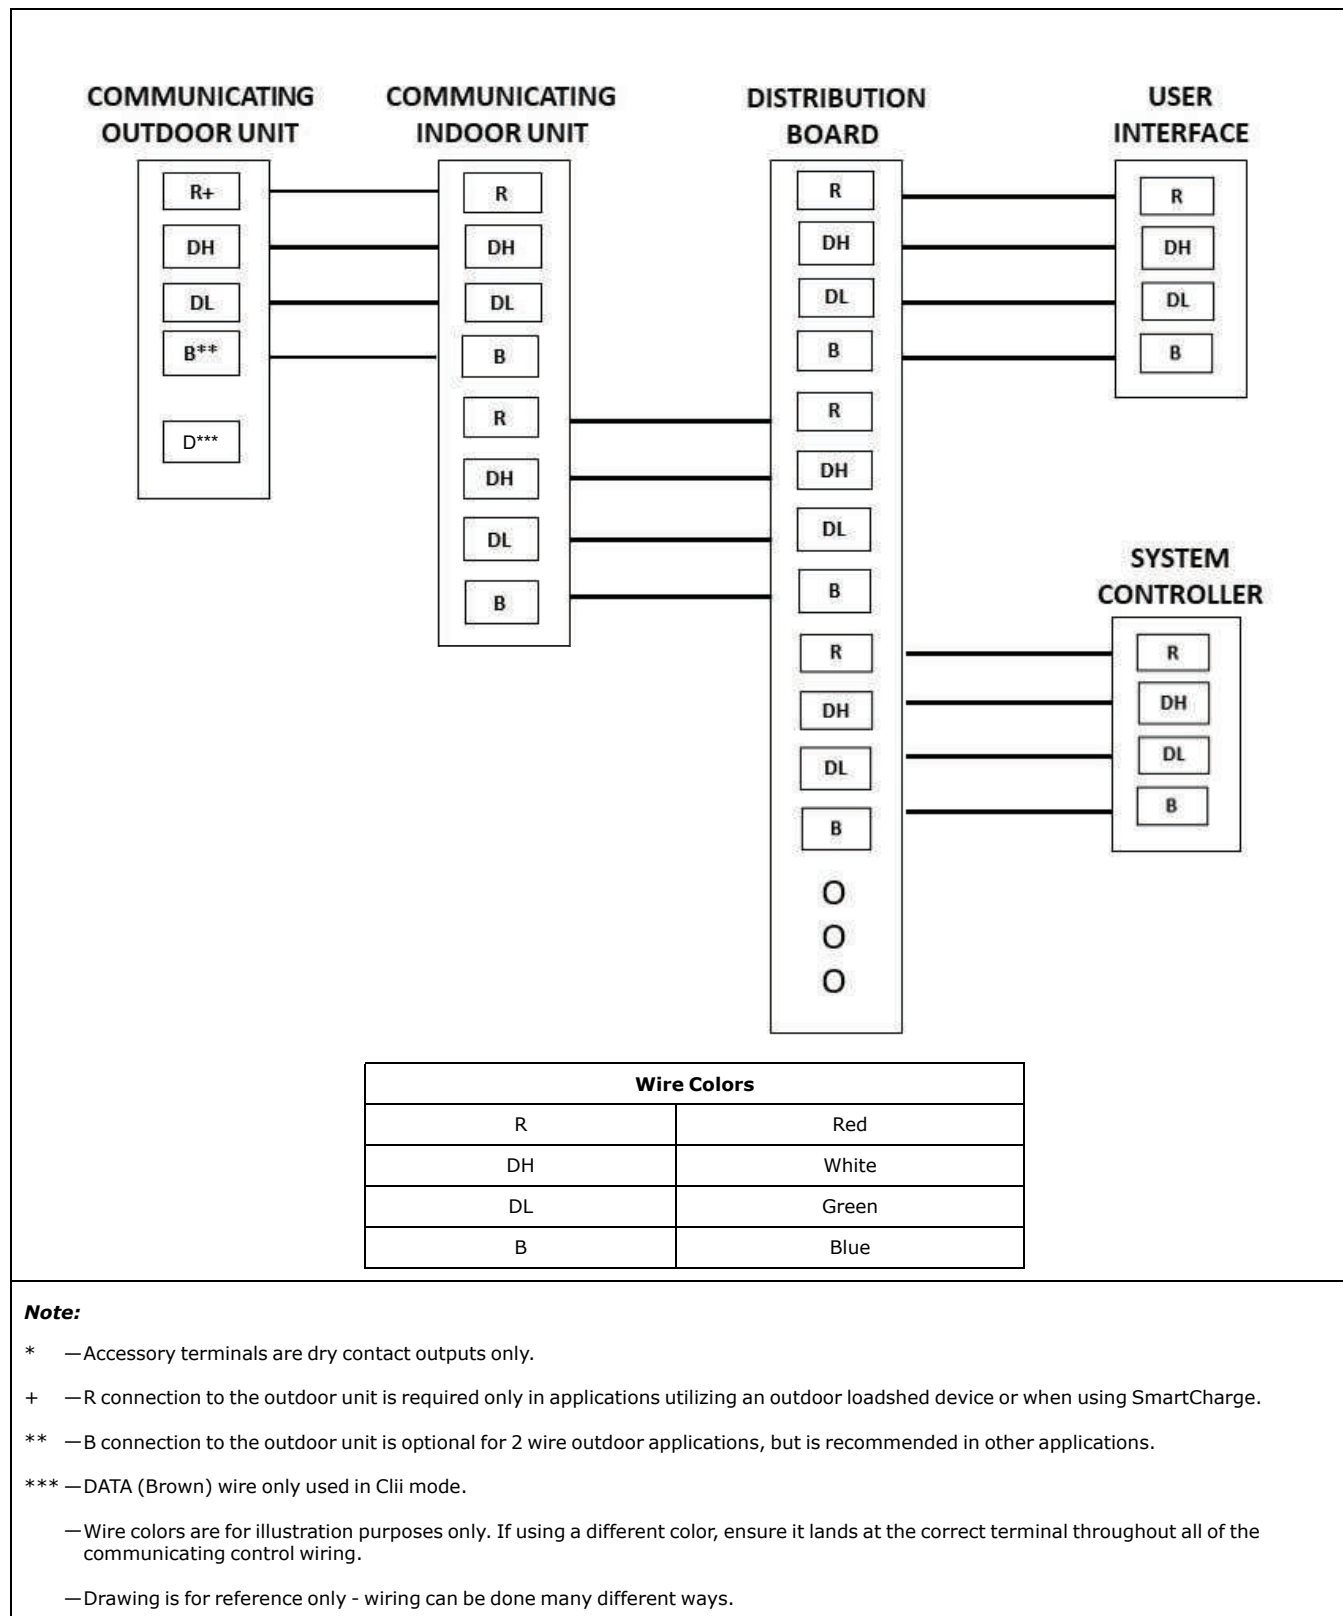 COMMUNICATING
OUTDOOR UNIT
R+
DH
DL
B**
D***
COMMUNICATING
INDOOR UNIT
R
DH
DL
B
R
DH
DL
B
DISTRIBUTION
BOARD
R
DH
DL
B
R
DH
DL
B
R
DH
DL
B
O
O
O
USER
INTERFACE
R
DH
DL
B
SYSTEM
CONTROLLER
R
DH
DL
B
Wire Colors
R Red
DH White
DL Green
B Blue
Note:
* —Accessory terminals are dry contact outputs only.
+ —R connection to the outdoor unit is required only in applications utilizing an outdoor loadshed device or when using SmartCharge.
** —B connection to the outdoor unit is optional for 2 wire outdoor applications, but is recommended in other applications.
*** —DATA (Brown) wire only used in Clii mode.
—Wire colors are for illustration purposes only. If using a different color, ensure it lands at the correct terminal throughout all of the
communicating control wiring.
—Drawing is for reference only - wiring can be done many different ways.